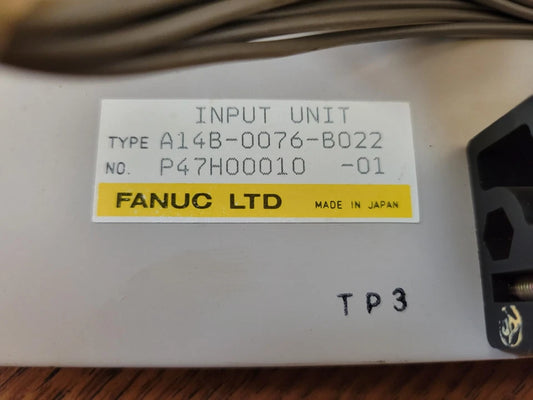 INPUT UNIT
TYPE A14B-0076-B022
NO. P47H00010 -01
FANUC LTD MADE IN JAPAN
TP3